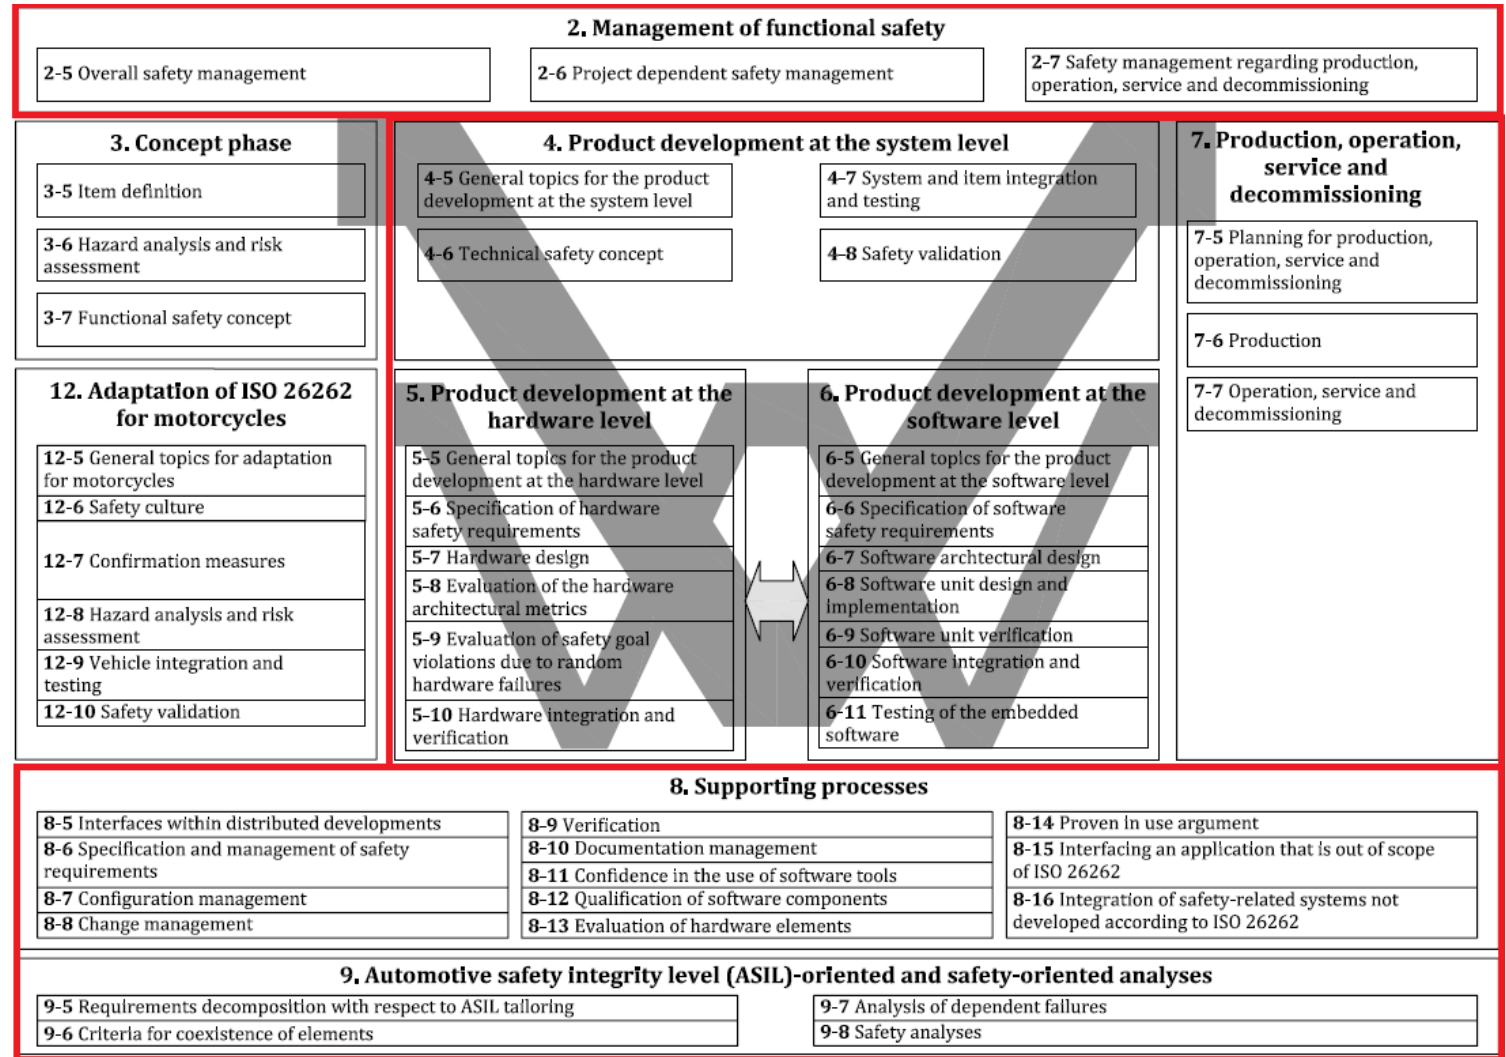 2. Management of functional safety
2-5 Overall safety management
2-6 Project dependent safety management
2-7 Safety management regarding production,
operation, service and decommissioning
3. Concept phase
3-5 Item definition
3-6 Hazard analysis and risk
assessment
3-7 Functional safety concept
4. Product development at the system level
4-5 General topics for the product
development at the system level
4-6 Technical safety concept
4-7 System and item integration
and testing
4-8 Safety validation
7. Production, operation,
service and
decommissioning
7-5 Planning for production,
operation, service and
decommissioning
7-6 Production
7-7 Operation, service and
decommissioning
12. Adaptation of ISO 26262
for motorcycles
12-5 General topics for adaptation
for motorcycles
12-6 Safety culture
12-7 Confirmation measures
12-8 Hazard analysis and risk
assessment
12-9 Vehicle integration and
testing
12-10 Safety validation
5. Product development at the
hardware level
5-5 General topics for the product
development at the hardware level
5-6 Specification of hardware
safety requirements
5-7 Hardware design
5-8 Evaluation of the hardware
architectural metrics
5-9 Evaluation of safety goal
violations due to random
hardware failures
5-10 Hardware integration and
verification
6. Product development at the
software level
6-5 General topics for the product
development at the software level
6-6 Specification of software
safety requirements
6-7 Software archtectural design
6-8 Software unit design and
implementation
6-9 Software unit verification
6-10 Software integration and
verification
6-11 Testing of the embedded
software
8. Supporting processes
8-5 Interfaces within distributed developments
8-6 Specification and management of safety
requirements
8-7 Configuration management
8-8 Change management
8-9 Verification
8-10 Documentation management
8-11 Confidence in the use of software tools
8-12 Qualification of software components
8-13 Evaluation of hardware elements
8-14 Proven in use argument
8-15 Interfacing an application that is out of scope
of ISO 26262
8-16 Integration of safety-related systems not
developed according to ISO 26262
9. Automotive safety integrity level (ASIL)-oriented and safety-oriented analyses
9-5 Requirements decomposition with respect to ASIL tailoring
9-6 Criteria for coexistence of elements
9-7 Analysis of dependent failures
9-8 Safety analyses